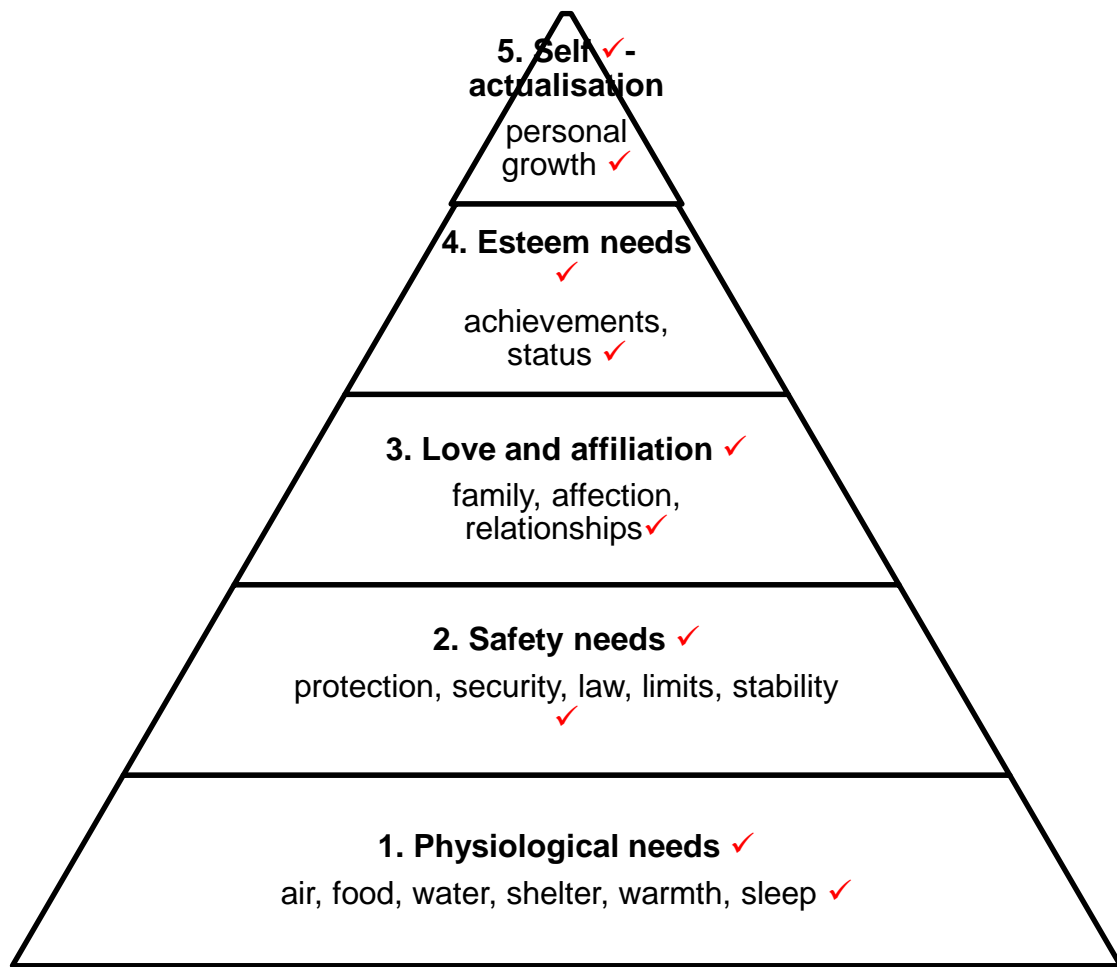 5. Self ✓-
actualisation
personal
growth ✓
4. Esteem needs
✓
achievements,
status ✓
3. Love and affiliation ✓
family, affection,
relationships✓
2. Safety needs ✓
protection, security, law, limits, stability
✓
1. Physiological needs ✓
air, food, water, shelter, warmth, sleep ✓